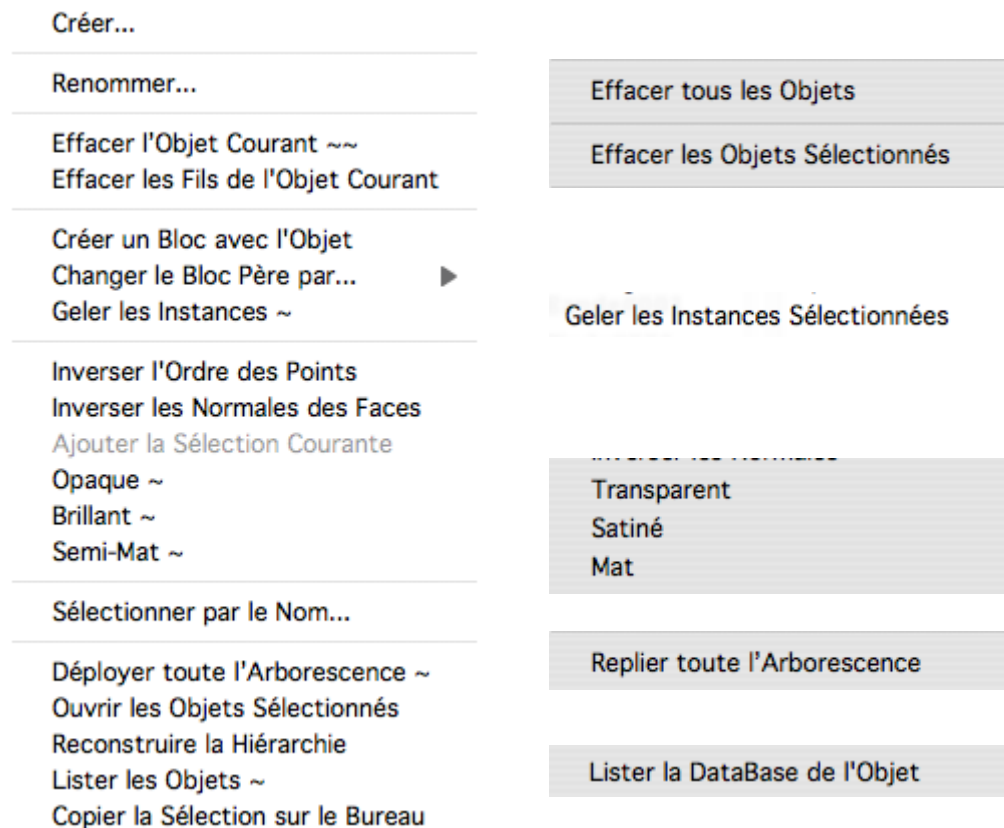 Créer...
Renommer...
Effacer l'Objet Courant ~~
Effacer les Fils de l'Objet Courant
Créer un Bloc avec l'Objet
Changer le Bloc Père par...
Geler les Instances ~
Inverser l'Ordre des Points
Inverser les Normales des Faces
Ajouter la Sélection Courante
Opaque ~
Brillant ~
Semi-Mat ~
Sélectionner par le Nom...
Déployer toute l'Arborescence ~
Ouvrir les Objets Sélectionnés
Reconstruire la Hiérarchie
Lister les Objets ~
Copier la Sélection sur le Bureau
Effacer tous les Objets
Effacer les Objets Sélectionnés
Geler les Instances Sélectionnées
Transparent
Satiné
Mat
Replier toute l’Arborescence
Lister la DataBase de l'Objet